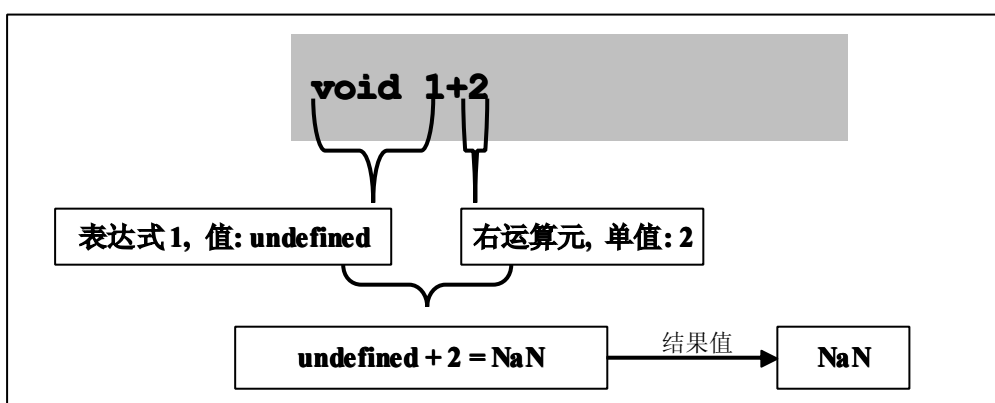 void 1+2
表达式1, 值: undefined
右运算元, 单值: 2
undefined + 2 = NaN
结果值
NaN